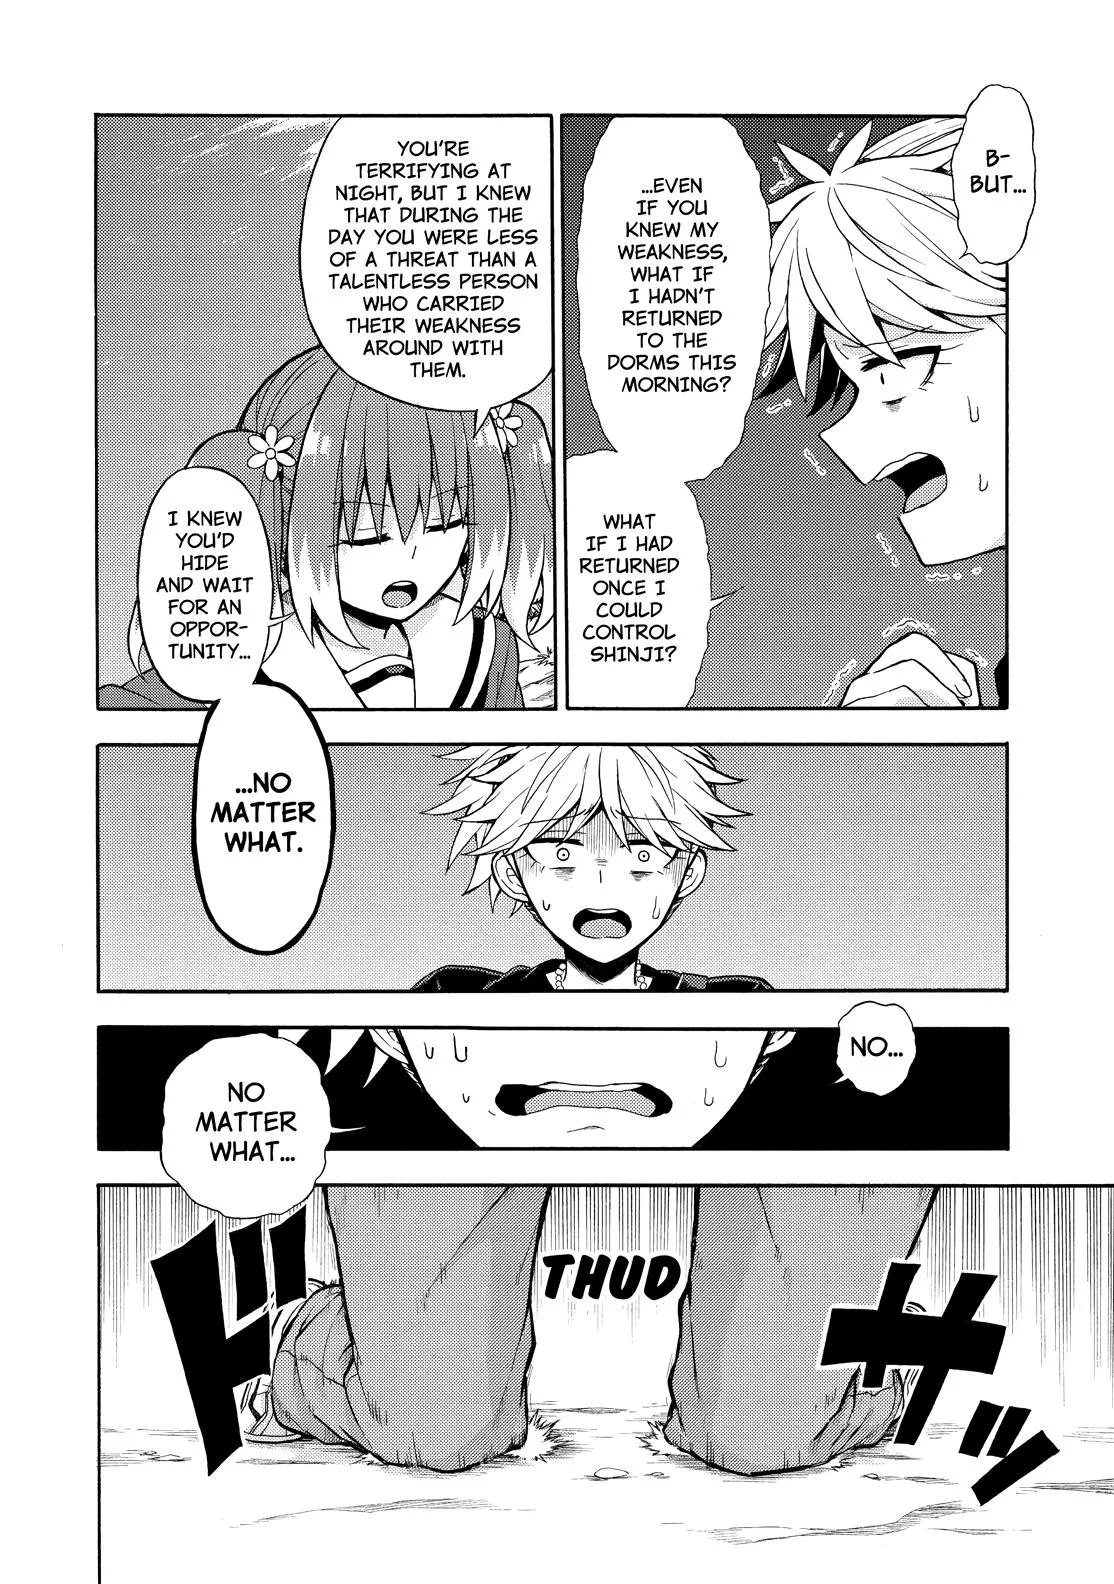 B-
BUT...
...EVEN
IF YOU
KNEW MY
WEAKNESS,
WHAT IF
I HADN'T
RETURNED
TO THE
DORMS THIS
MORNING?
WHAT
IF I HAD
RETURNED
ONCE I
COULD
CONTROL
SHINJI?
YOU'RE
TERRIFYING AT
NIGHT, BUT I KNEW
THAT DURING THE
DAY YOU WERE LESS
OF A THREAT THAN A
TALENTLESS PERSON
WHO CARRIED
THEIR WEAKNESS
AROUND WITH
THEM.
I KNEW
YOU'D
HIDE
AND WAIT
FOR AN
OPPOR-
TUNITY...
...NO
MATTER
WHAT.
NO...
NO
MATTER
WHAT...
THUD
ドサッ